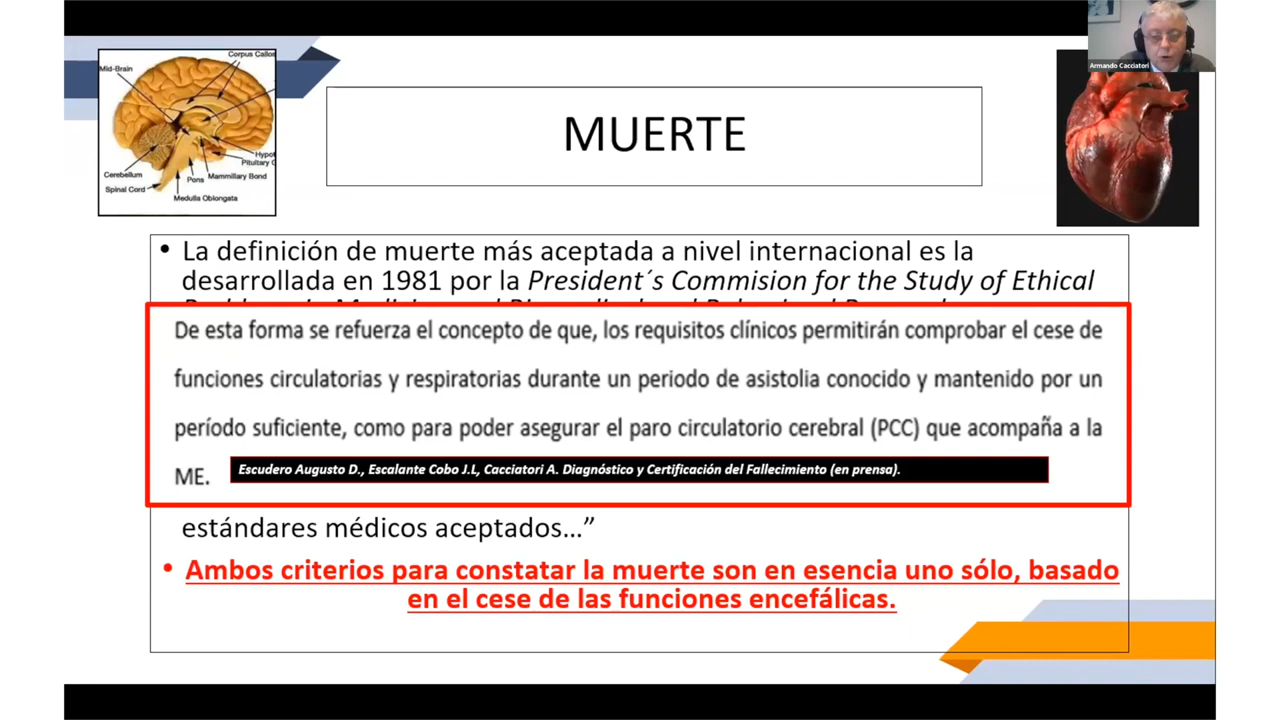 Armando Cacciatori
Corpus Callos
Mid-Brain
Hypot
Pituitary G
Cerebellum
Pons
Mammillary Bond
Spinal Cord
Medulla Oblongata
MUERTE
• La definición de muerte más aceptada a nivel internacional es la
desarrollada en 1981 por la President´s Commision for the Study of Ethical
De esta forma se refuerza el concepto de que, los requisitos clínicos permitirán comprobar el cese de
funciones circulatorias y respiratorias durante un periodo de asistolia conocido y mantenido por un
período suficiente, como para poder asegurar el paro circulatorio cerebral (PCC) que acompaña a la
ME.
Escudero Augusto D., Escalante Cobo J.L, Cacciatori A. Diagnóstico y Certificación del Fallecimiento (en prensa).
estándares médicos aceptados…”
• Ambos criterios para constatar la muerte son en esencia uno sólo, basado
en el cese de las funciones encefálicas.